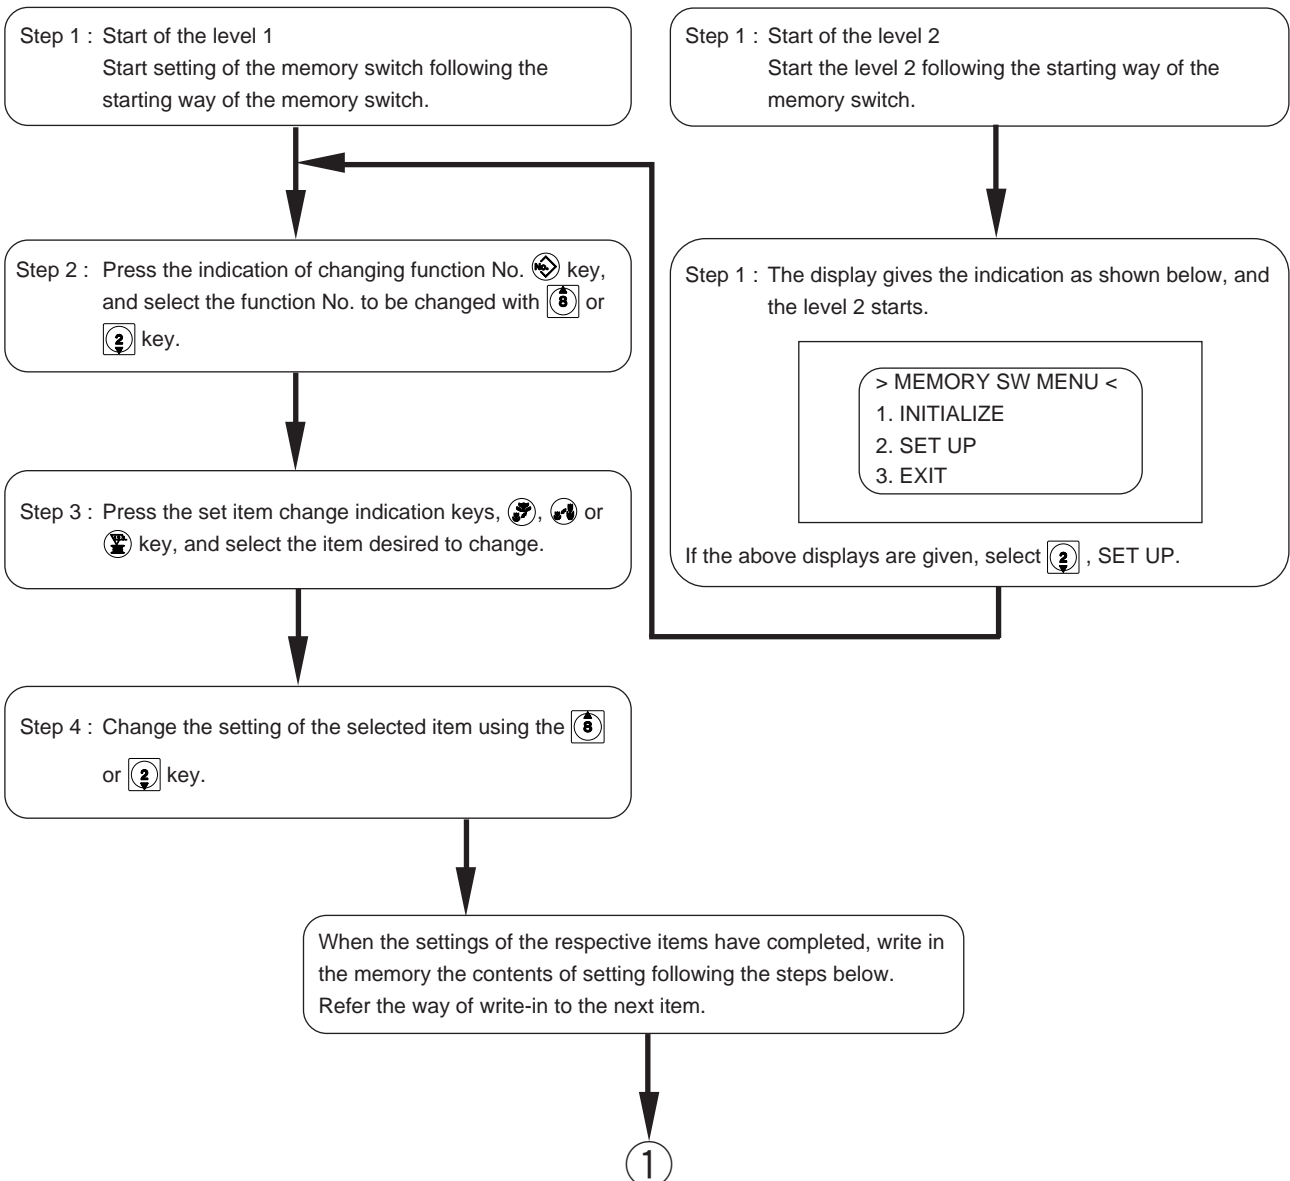 Step 1 : Start of the level 1
Start setting of the memory switch following the
starting way of the memory switch.
Step 1 : Start of the level 2
Start the level 2 following the starting way of the
memory switch.
Step 2 : Press the indication of changing function No. No. key,
and select the function No. to be changed with 8 or
2 key.
Step 1 : The display gives the indication as shown below, and
the level 2 starts.
> MEMORY SW MENU <
1. INITIALIZE
2. SET UP
3. EXIT
If the above displays are given, select 2 , SET UP.
Step 3 : Press the set item change indication keys, , or
key, and select the item desired to change.
Step 4 : Change the setting of the selected item using the 8
or 2 key.
When the settings of the respective items have completed, write in
the memory the contents of setting following the steps below.
Refer the way of write-in to the next item.
1